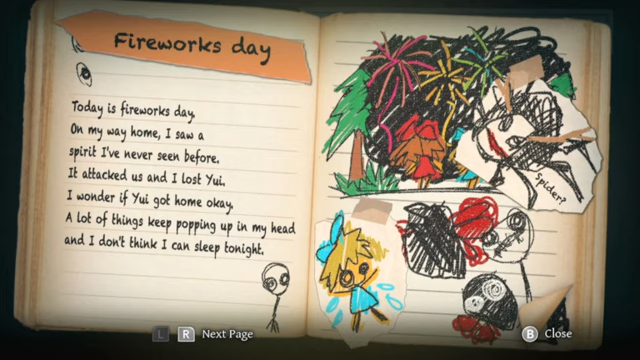 Fireworks day
Today is fireworks day.
On my way home, I saw a
spirit I've never seen before.
It attacked us and I lost Yui.
I wonder if Yui got home okay.
A lot of things keep popping up in my head
and I don't think I can sleep tonight.
Spider?
L R Next Page
B Close